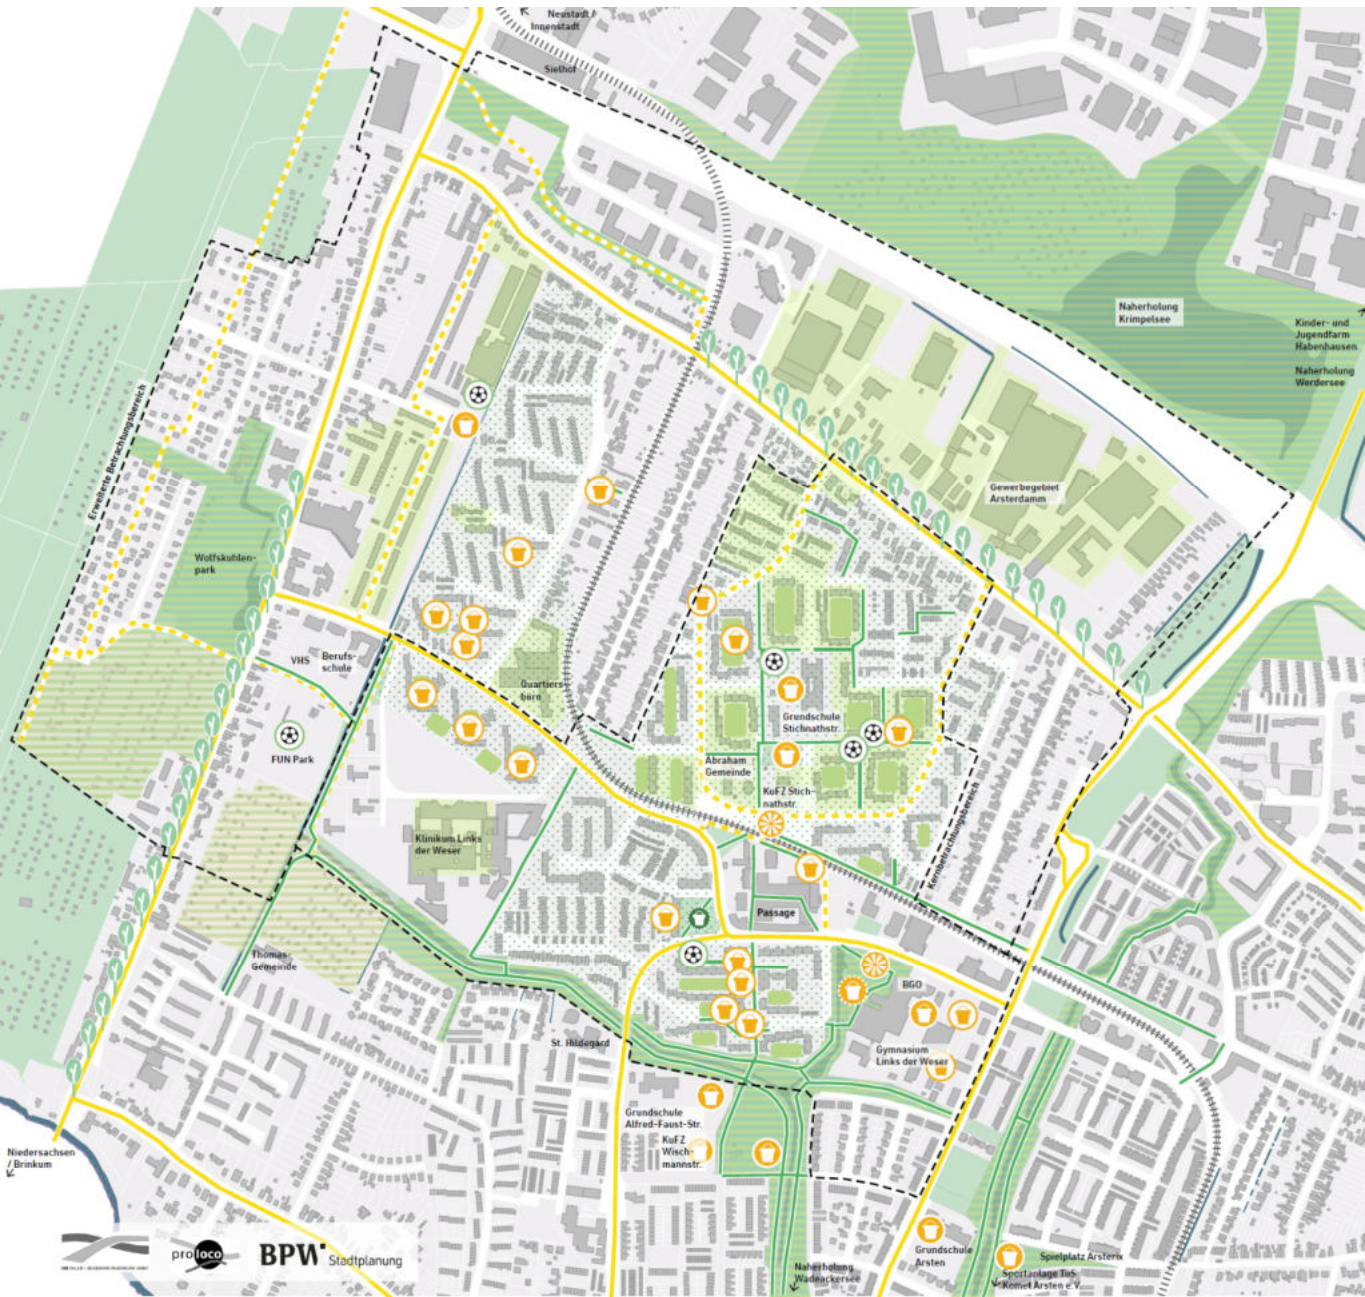 Neustadt /
Innenstadt
Sielhof
Naherholung
Krimpelsee
Kinder- und
Jugendfarm
Habenhausen
Naherholung
Werdersee
Erweiterte Betrachtungsbereich
Gewerbegebiet
Arsterdamm
Wolfskuhlen-
park
VHS
Berufs-
schule
Quartiers-
büro
Grundschule
Stichnathstr.
FUN Park
Abraham
Gemeinde
KuFZ Stich-
nathstr.
Kernbetrachtungsbereich
Klinikum Links
der Weser
Passage
Thomas-
Gemeinde
BGO
St. Hildegard
Gymnasium
Links der Weser
Grundschule
Alfred-Faust-Str.
KuFZ
Wisch-
mannstr.
Niedersachsen
/ Brinkum
Grundschule
Arsten
Spielplatz Arsterix
Sportanlage TuS
Komet Arsten e.V.
Naherholung
Wadeackersee
proloco
BPW Stadtplanung